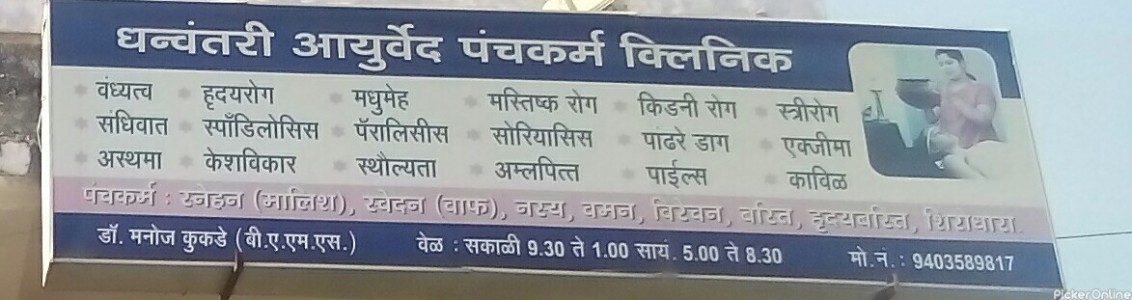 धन्वंतरी आयुर्वेद पंचकर्म क्लिनिक
वंध्यत्व हृदयरोग मधुमेह मस्तिष्क रोग किडनी रोग स्त्रीरोग
संधिवात स्पाँडिलोसिस पॅरालिसीस सोरियासिस पांढरे डाग एक्जीमा
अस्थमा केशविकार स्थौल्यता अम्लपित्त पाईल्स काविळ
पंचकर्म : स्नेहन (मालिश), स्वेदन (वाफ), नस्य, वमन, विरेचन, बस्ति, हृदयबस्ति, शिरोधारा.
डॉ. मनोज कुकडे (बी.ए.एम.एस.) वेळ : सकाळी 9.30 ते 1.00 सायं. 5.00 ते 8.30 मो.नं. : 9403589817
PickerOnline